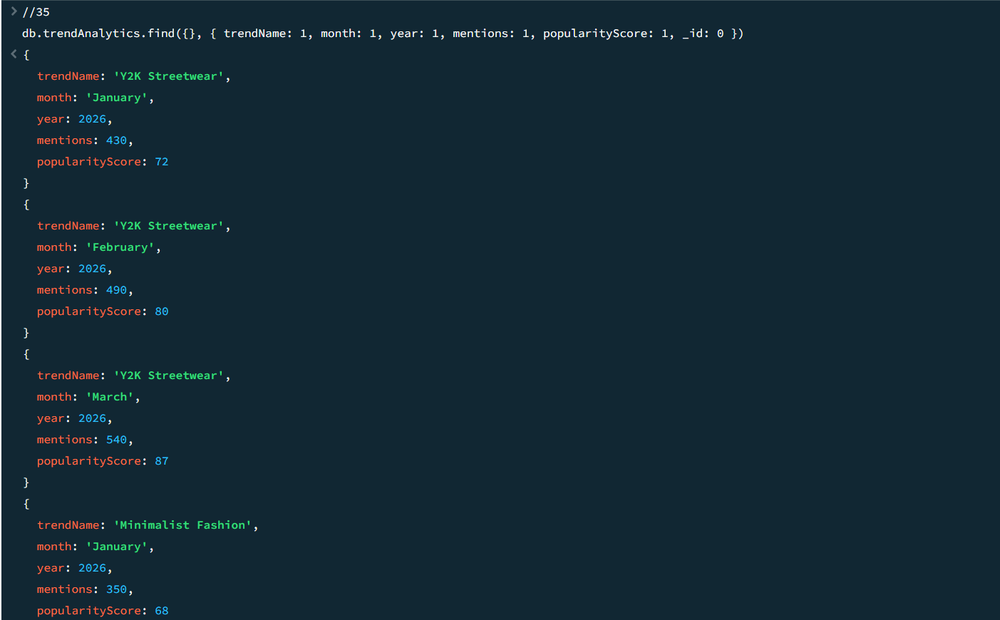 //35
db.trendAnalytics.find({}, { trendName: 1, month: 1, year: 1, mentions: 1, popularityScore: 1, _id: 0 })
{
trendName: 'Y2K Streetwear',
month: 'January',
year: 2026,
mentions: 430,
popularityScore: 72
}
{
trendName: 'Y2K Streetwear',
month: 'February',
year: 2026,
mentions: 490,
popularityScore: 80
}
{
trendName: 'Y2K Streetwear',
month: 'March',
year: 2026,
mentions: 540,
popularityScore: 87
}
{
trendName: 'Minimalist Fashion',
month: 'January',
year: 2026,
mentions: 350,
popularityScore: 68